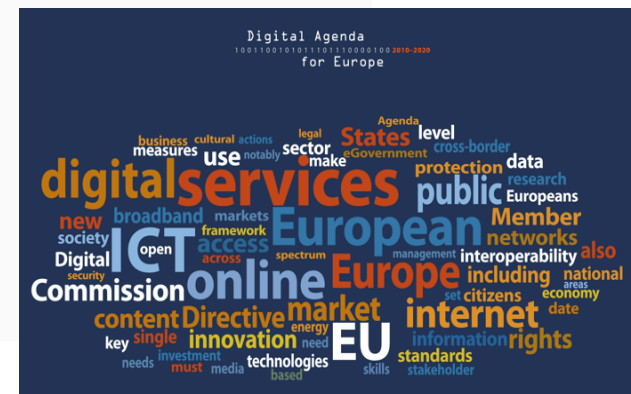 Digital Agenda
10011001010111011101110000100 2010-2020
for Europe
Agenda
business cultural actions legal States level
measures use notably sector make eGovernment cross-border
digital services protection data
public research
Europeans
new broadband markets European Member
society ICT open framework access networks
Digital across spectrum management interoperability also
security Commission online Europe including national
areas
set citizens economy
content Directive market internet date
energy
key single innovation need EU information rights
needs investment technologies standards
must media based skills stakeholder